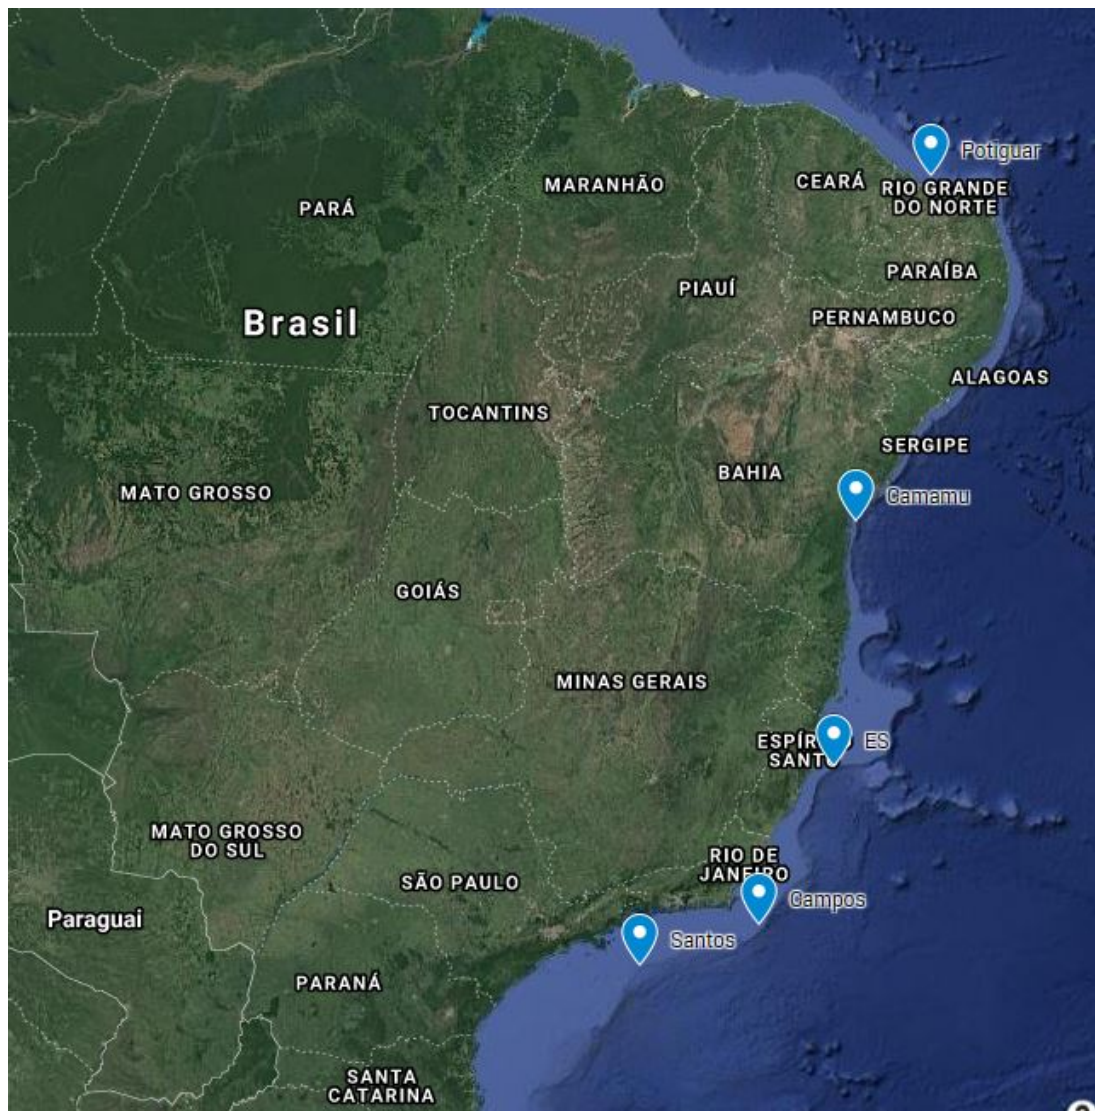 Potiguar
MARANHÃO
CEARÁ
RIO GRANDE
DO NORTE
PARÁ
PARAÍBA
PIAUÍ
Brasil
PERNAMBUCO
ALAGOAS
TOCANTINS
SERGIPE
BAHIA
MATO GROSSO
Camamu
GOIÁS
MINAS GERAIS
ES
MATO GROSSO
DO SUL
RIO DE
JANEIRO
SÃO PAULO
Campos
Paraguai
Santos
PARANÁ
SANTA
CATARINA